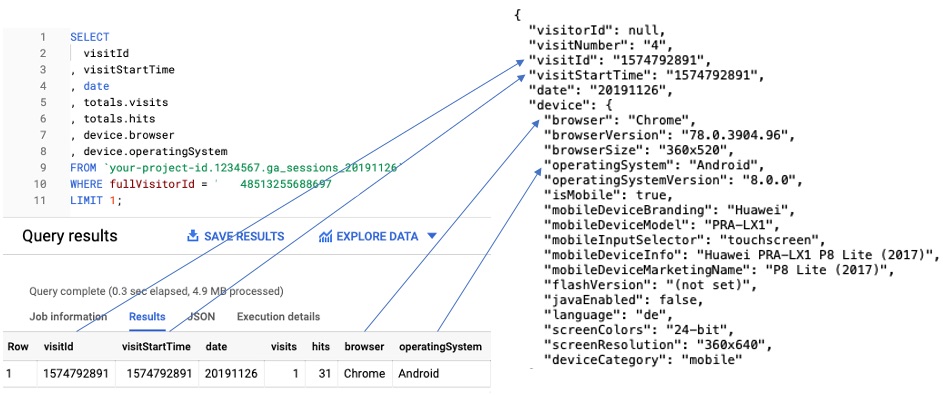 1 SELECT
2 visitId
3 , visitStartTime
4 , date
5 , totals.visits
6 , totals.hits
7 , device.browser
8 , device.operatingSystem
9 FROM `your-project-id.1234567.ga_sessions_20191126`
10 WHERE fullVisitorId = ' 48513255688697
11 LIMIT 1;
Query results
SAVE RESULTS
EXPLORE DATA
Query complete (0.3 sec elapsed, 4.9 MB processed)
Job information Results JSON Execution details
Row visitId visitStartTime date visits hits browser operatingSystem
1 1574792891 1574792891 20191126 1 31 Chrome Android
{
"visitorId": null,
"visitNumber": "4",
"visitId": "1574792891",
"visitStartTime": "1574792891",
"date": "20191126",
"device": {
"browser": "Chrome",
"browserVersion": "78.0.3904.96",
"browserSize": "360x520",
"operatingSystem": "Android",
"operatingSystemVersion": "8.0.0",
"isMobile": true,
"mobileDeviceBranding": "Huawei",
"mobileDeviceModel": "PRA-LX1",
"mobileInputSelector": "touchscreen",
"mobileDeviceInfo": "Huawei PRA-LX1 P8 Lite (2017)",
"mobileDeviceMarketingName": "P8 Lite (2017)",
"flashVersion": "(not set)",
"javaEnabled": false,
"language": "de",
"screenColors": "24-bit",
"screenResolution": "360x640",
"deviceCategory": "mobile"